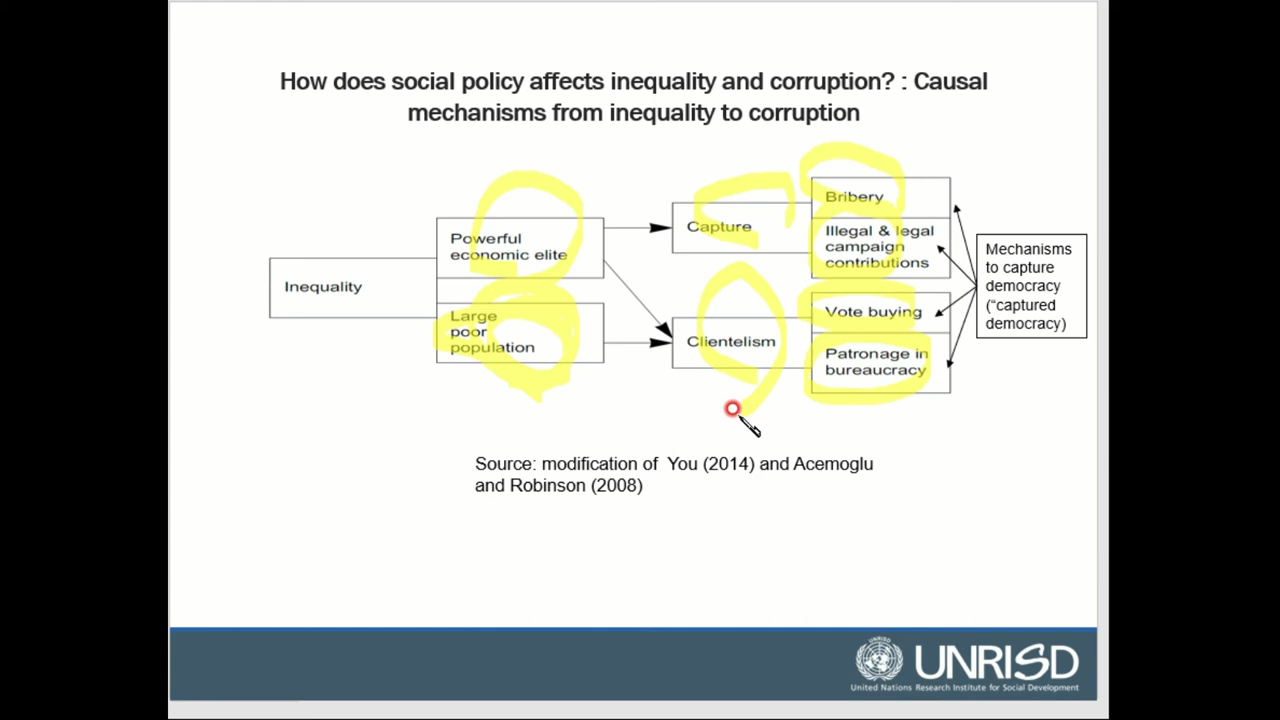 How does social policy affects inequality and corruption? : Causal
mechanisms from inequality to corruption
Inequality
Powerful
economic elite
Large
poor
population
Capture
Clientelism
Bribery
Illegal & legal
campaign
contributions
Vote buying
Patronage in
bureaucracy
Mechanisms
to capture
democracy
("captured
democracy)
Source: modification of You (2014) and Acemoglu
and Robinson (2008)
UNRISD
UNRISD
United Nations Research Institute for Social Development